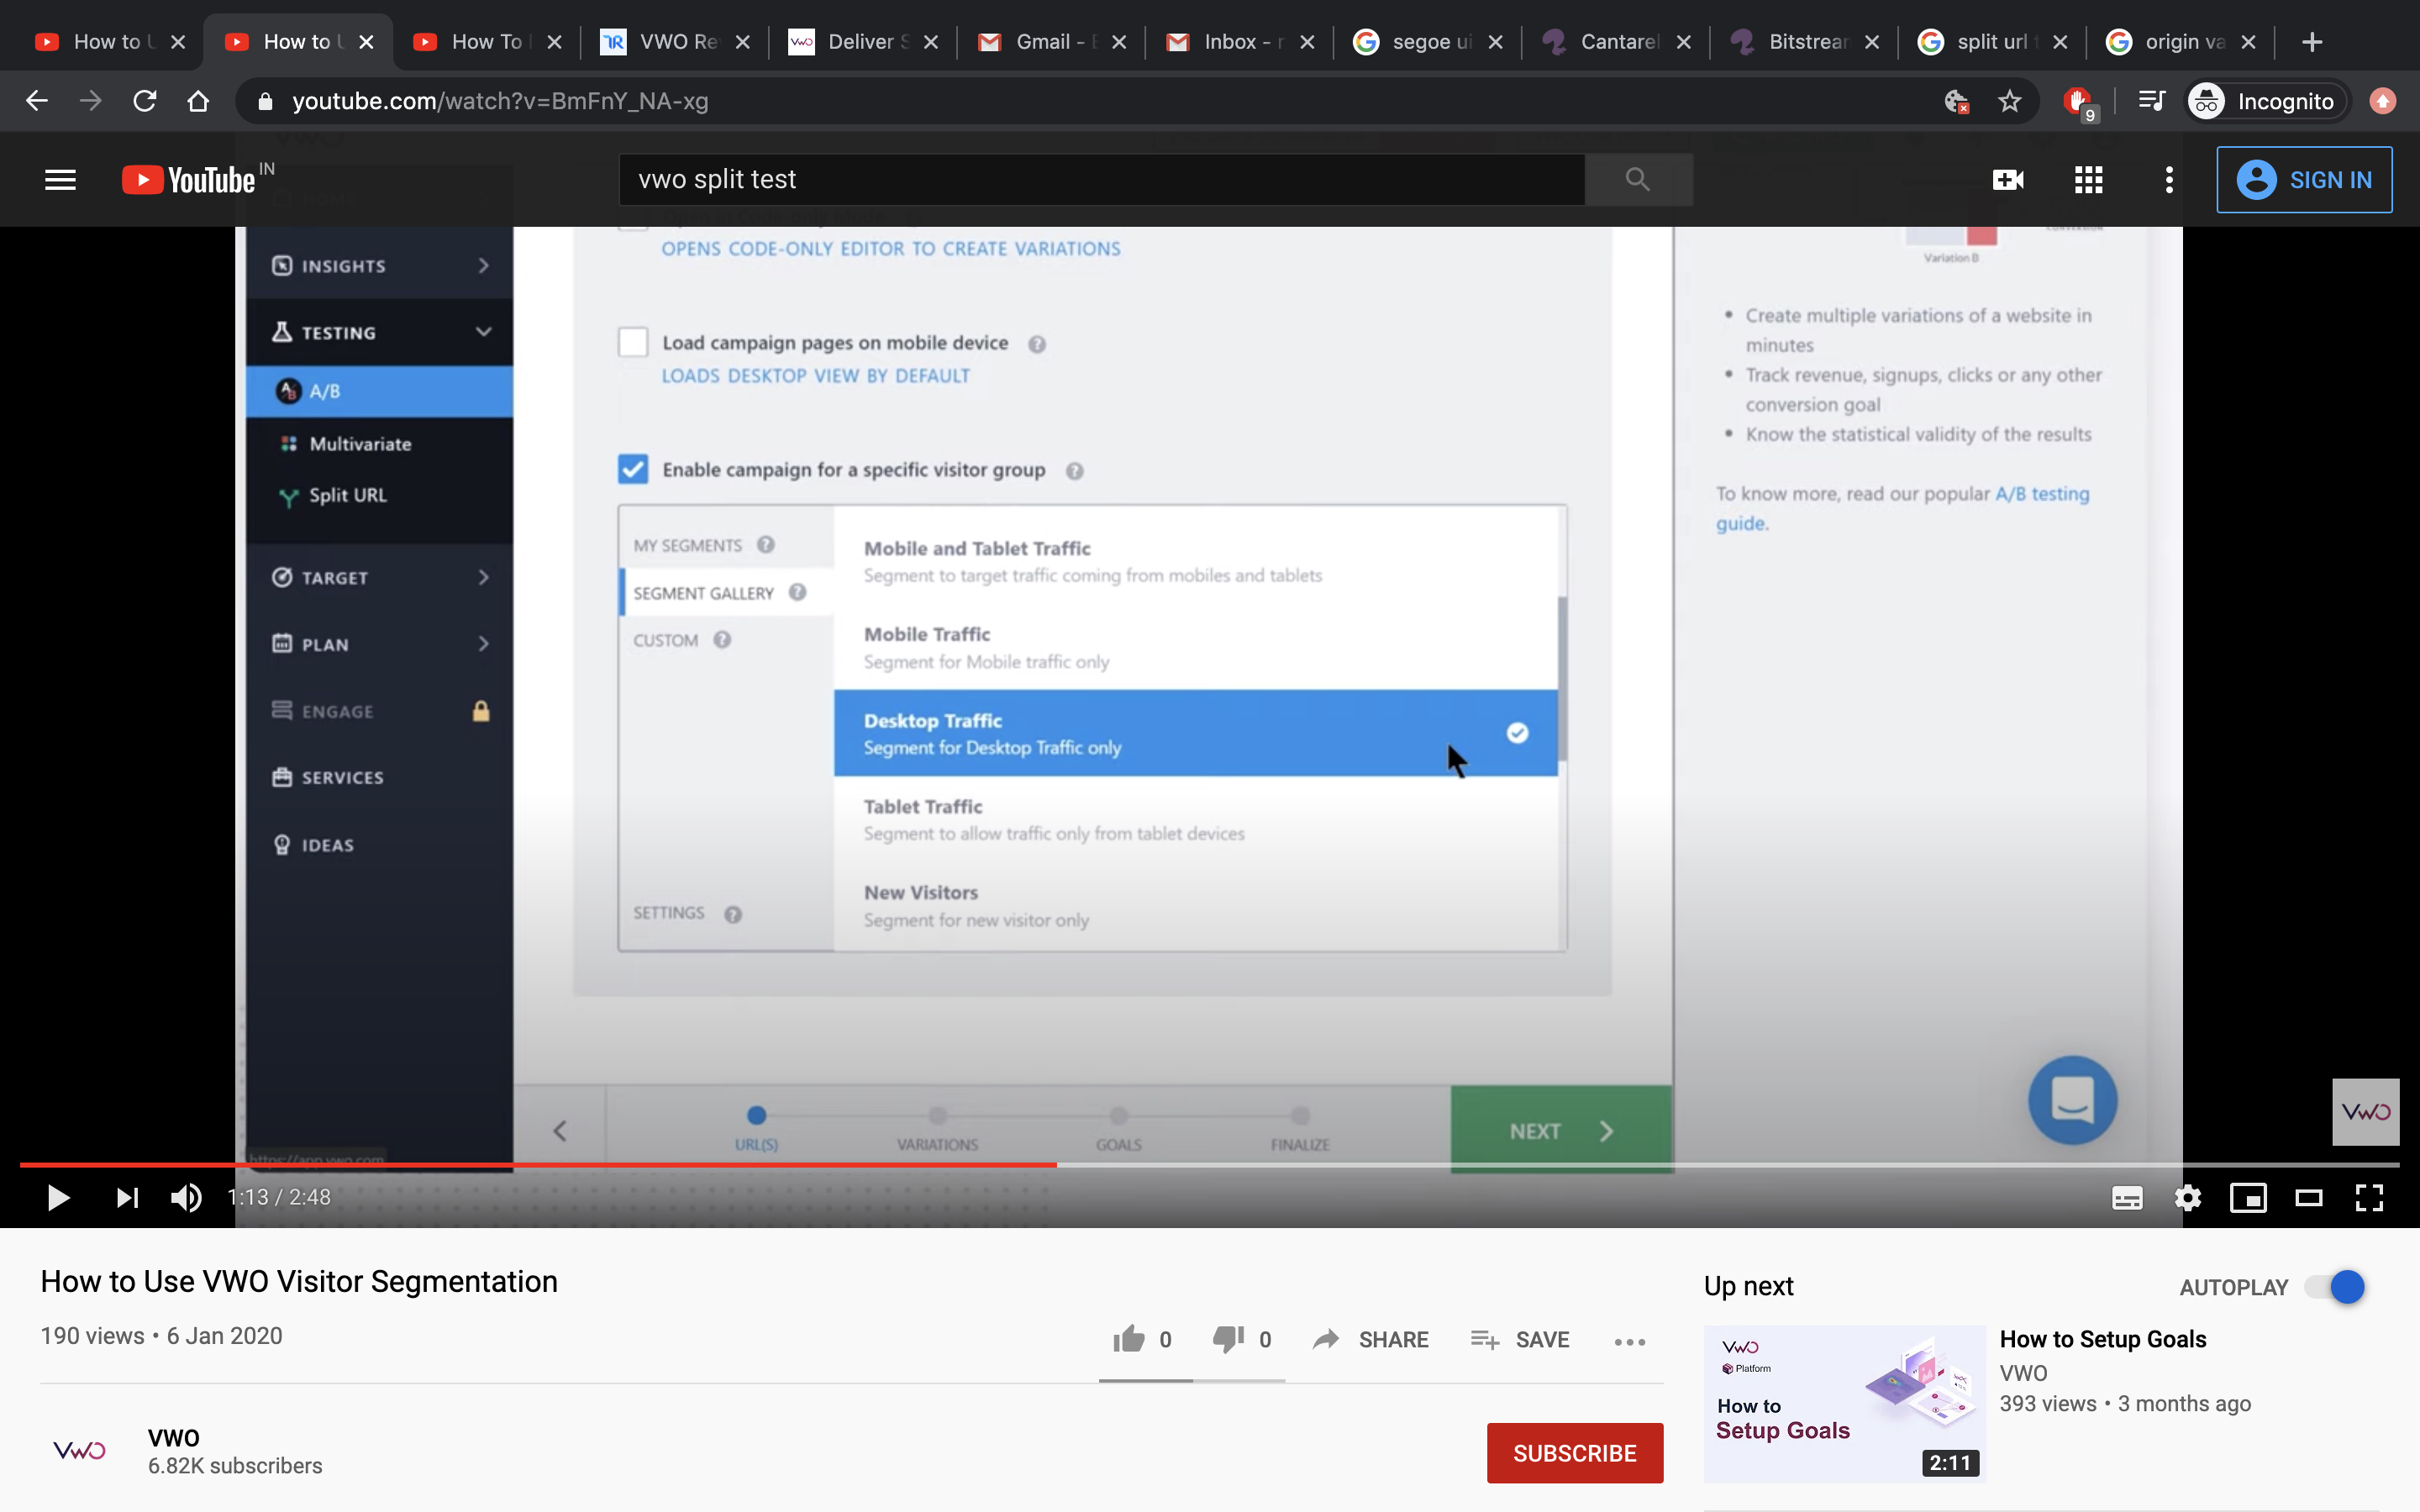 How to U
How to U
How To
VWO Re
Deliver S
Gmail - E
Inbox - r
segoe ui
Cantarel
Bitstrear
split url t
origin va
youtube.com/watch?v=BmFnY_NA-xg
9
Incognito
YouTube IN
vwo split test
SIGN IN
INSIGHTS
TESTING
A/B
Multivariate
Split URL
TARGET
PLAN
ENGAGE
SERVICES
IDEAS
OPENS CODE-ONLY EDITOR TO CREATE VARIATIONS
Load campaign pages on mobile device
LOADS DESKTOP VIEW BY DEFAULT
Enable campaign for a specific visitor group
MY SEGMENTS
SEGMENT GALLERY
CUSTOM
SETTINGS
Mobile and Tablet Traffic
Segment to target traffic coming from mobiles and tablets
Mobile Traffic
Segment for Mobile traffic only
Desktop Traffic
Segment for Desktop Traffic only
Tablet Traffic
Segment to allow traffic only from tablet devices
New Visitors
Segment for new visitor only
CONVERSION
Variation B
• Create multiple variations of a website in
minutes
• Track revenue, signups, clicks or any other
conversion goal
• Know the statistical validity of the results
To know more, read our popular A/B testing
guide.
URL(S)
VARIATIONS
GOALS
FINALIZE
NEXT
https://app.vwo.com
VWO
1:13 / 2:48
How to Use VWO Visitor Segmentation
190 views • 6 Jan 2020
0
0
SHARE
SAVE
VWO
VWO
6.82K subscribers
SUBSCRIBE
Up next
AUTOPLAY
VWO
Platform
How to
Setup Goals
2:11
How to Setup Goals
VWO
393 views • 3 months ago